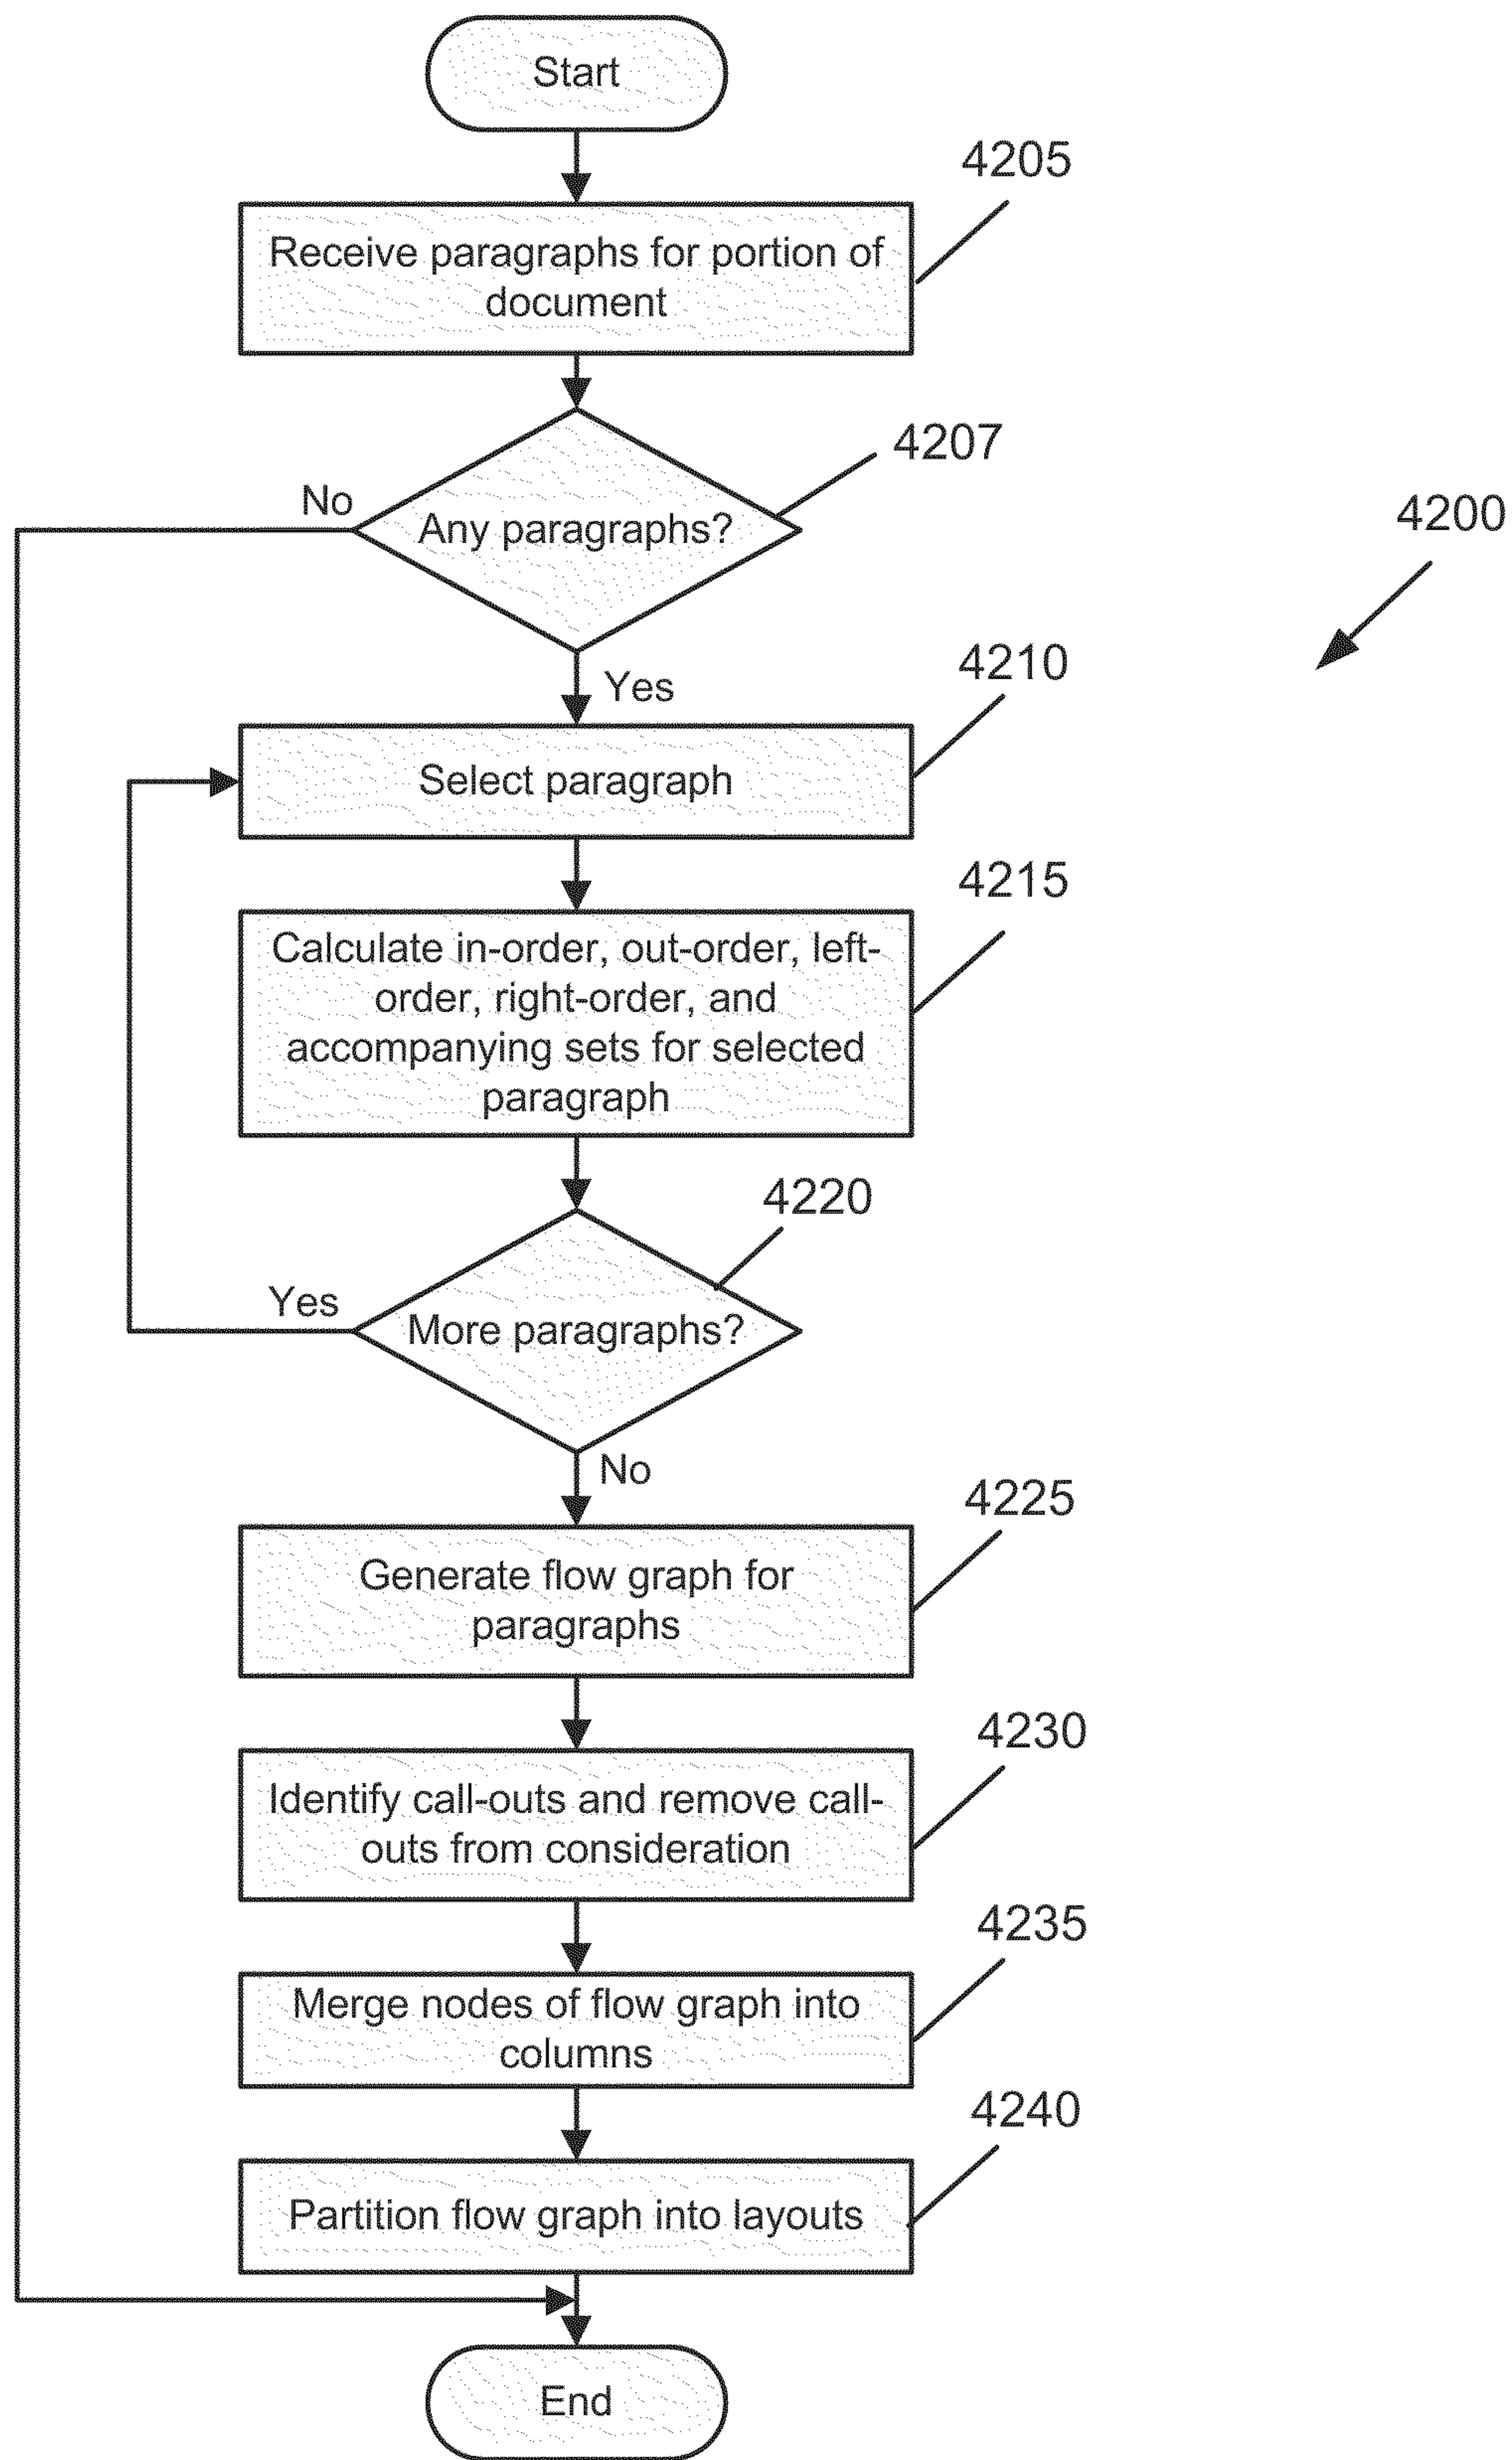 Start
4205
Receive paragraphs for portion of
document
4207
No
Any paragraphs?
4200
Yes
4210
Select paragraph
4215
Calculate in-order, out-order, left-
order, right-order, and
accompanying sets for selected
paragraph
4220
Yes
More paragraphs?
No
4225
Generate flow graph for
paragraphs
4230
Identify call-outs and remove call-
outs from consideration
4235
Merge nodes of flow graph into
columns
4240
Partition flow graph into layouts
End